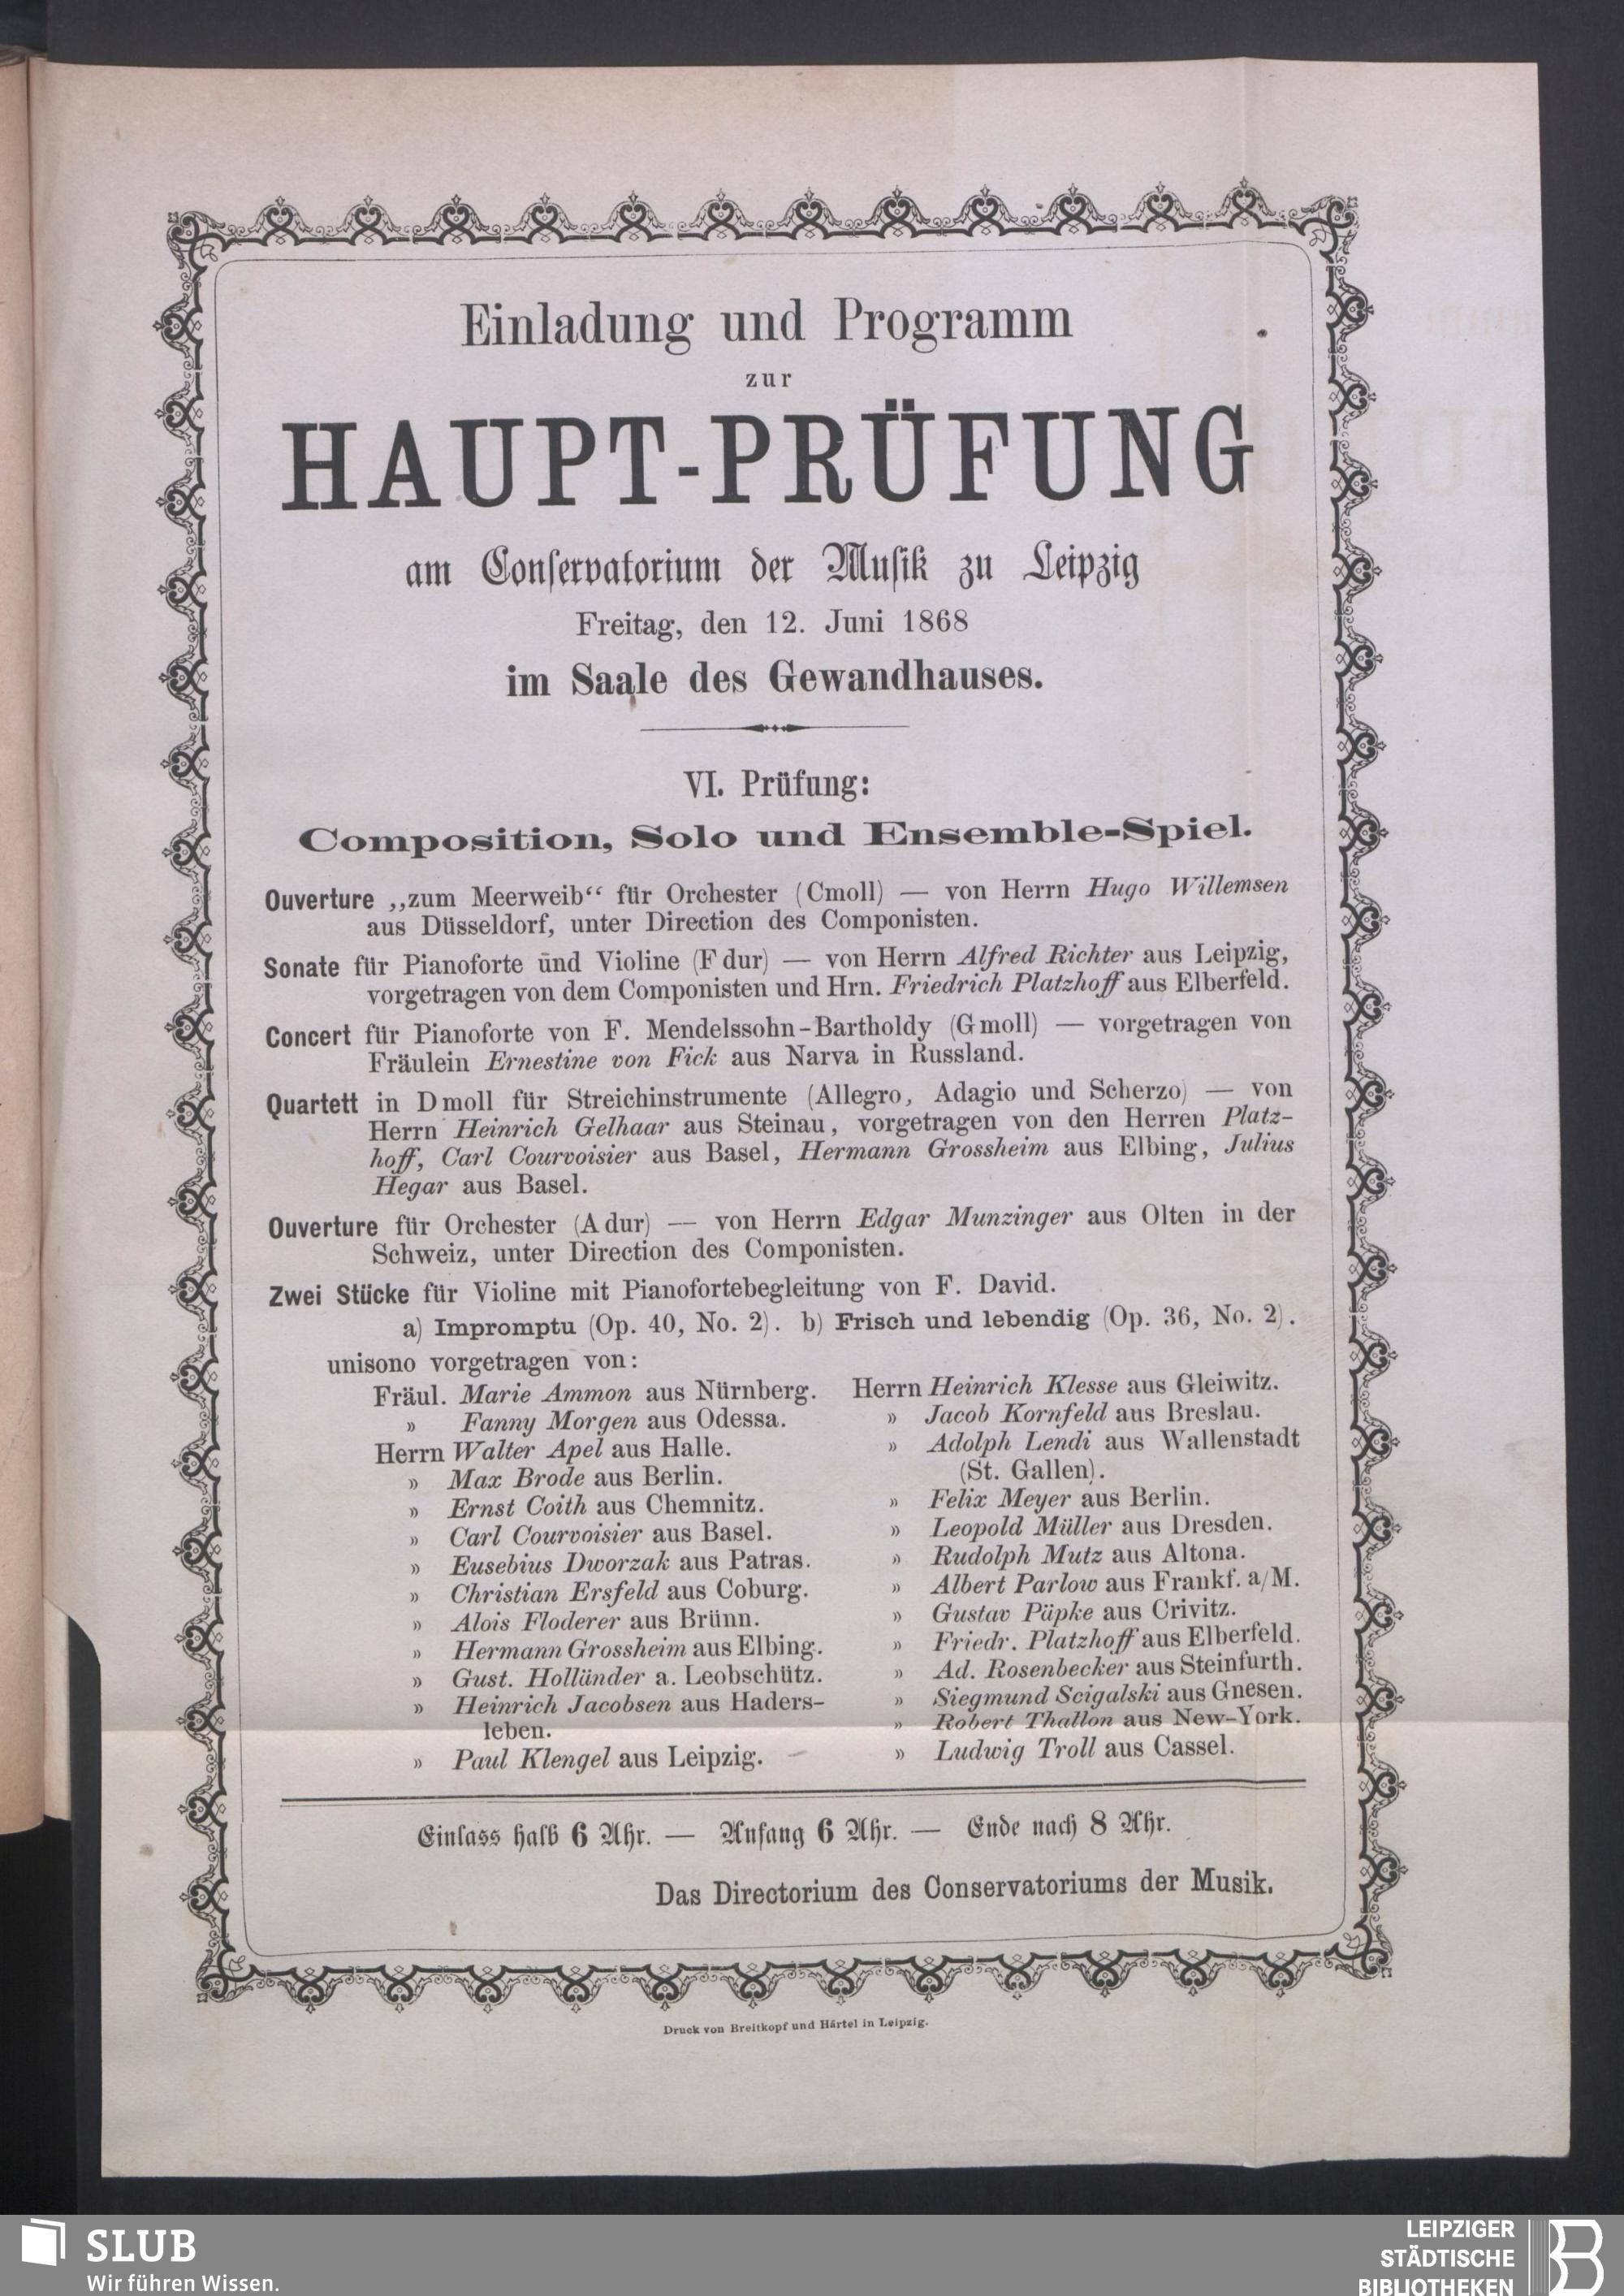 Einladung und Programm
zur
HAUPT-PRÜFUNG
am Conservatorium der Musik zu Leipzig
Freitag, den 12. Juni 1868
im Saale des Gewandhauses.
VI. Prüfung:
Composition, Solo und Ensemble-Spiel.
Ouverture „zum Meerweib“ für Orchester (Cmoll) — von Herrn Hugo Willemsen
aus Düsseldorf, unter Direction des Componisten.
Sonate für Pianoforte und Violine (F dur) — von Herrn Alfred Richter aus Leipzig,
vorgetragen von dem Componisten und Hrn. Friedrich Platzhoff aus Elberfeld.
Concert für Pianoforte von F. Mendelssohn-Bartholdy (Gmoll) — vorgetragen von
Fräulein Ernestine von Fick aus Narva in Russland.
Quartett in Dmoll für Streichinstrumente (Allegro, Adagio und Scherzo) — von
Herrn Heinrich Gelhaar aus Steinau, vorgetragen von den Herren Platz-
hoff, Carl Courvoisier aus Basel, Hermann Grossheim aus Elbing, Julius
Hegar aus Basel.
Ouverture für Orchester (A dur) — von Herrn Edgar Munzinger aus Olten in der
Schweiz, unter Direction des Componisten.
Zwei Stücke für Violine mit Pianofortebegleitung von F. David.
a) Impromptu (Op. 40, No. 2). b) Frisch und lebendig (Op. 36, No. 2).
unisono vorgetragen von:
Fräul. Marie Ammon aus Nürnberg.
» Fanny Morgen aus Odessa.
Herrn Walter Apel aus Halle.
» Max Brode aus Berlin.
» Ernst Coith aus Chemnitz.
» Carl Courvoisier aus Basel.
» Eusebius Dworzak aus Patras.
» Christian Ersfeld aus Coburg.
» Alois Floderer aus Brünn.
» Hermann Grossheim aus Elbing.
» Gust. Holländer a. Leobschütz.
» Heinrich Jacobsen aus Haders-
leben.
» Paul Klengel aus Leipzig.
Herrn Heinrich Klesse aus Gleiwitz.
» Jacob Kornfeld aus Breslau.
» Adolph Lendi aus Wallenstadt
(St. Gallen).
» Felix Meyer aus Berlin.
» Leopold Müller aus Dresden.
» Rudolph Mutz aus Altona.
» Albert Parlow aus Frankf. a/M.
» Gustav Päpke aus Crivitz.
» Friedr. Platzhoff aus Elberfeld.
» Ad. Rosenbecker aus Steinfurth.
» Siegmund Scigalski aus Gnesen.
» Robert Thallon aus New-York.
» Ludwig Troll aus Cassel.
Einlass halb 6 Uhr. — Anfang 6 Uhr. — Ende nach 8 Uhr.
Das Directorium des Conservatoriums der Musik.
Druck von Breitkopf und Härtel in Leipzig.
SLUB
Wir führen Wissen.
LEIPZIGER
STÄDTISCHE
BIBLIOTHEKEN